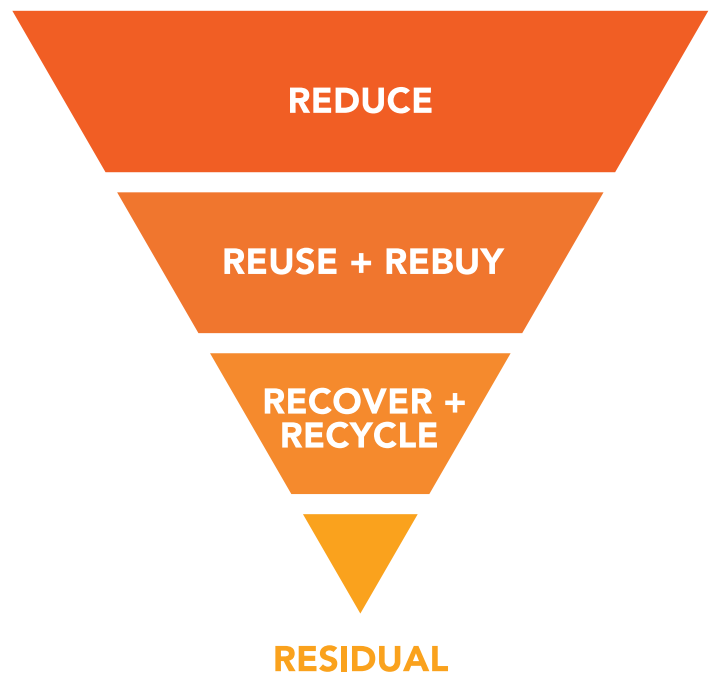 REDUCE
REUSE + REBUY
RECOVER +
RECYCLE
RESIDUAL